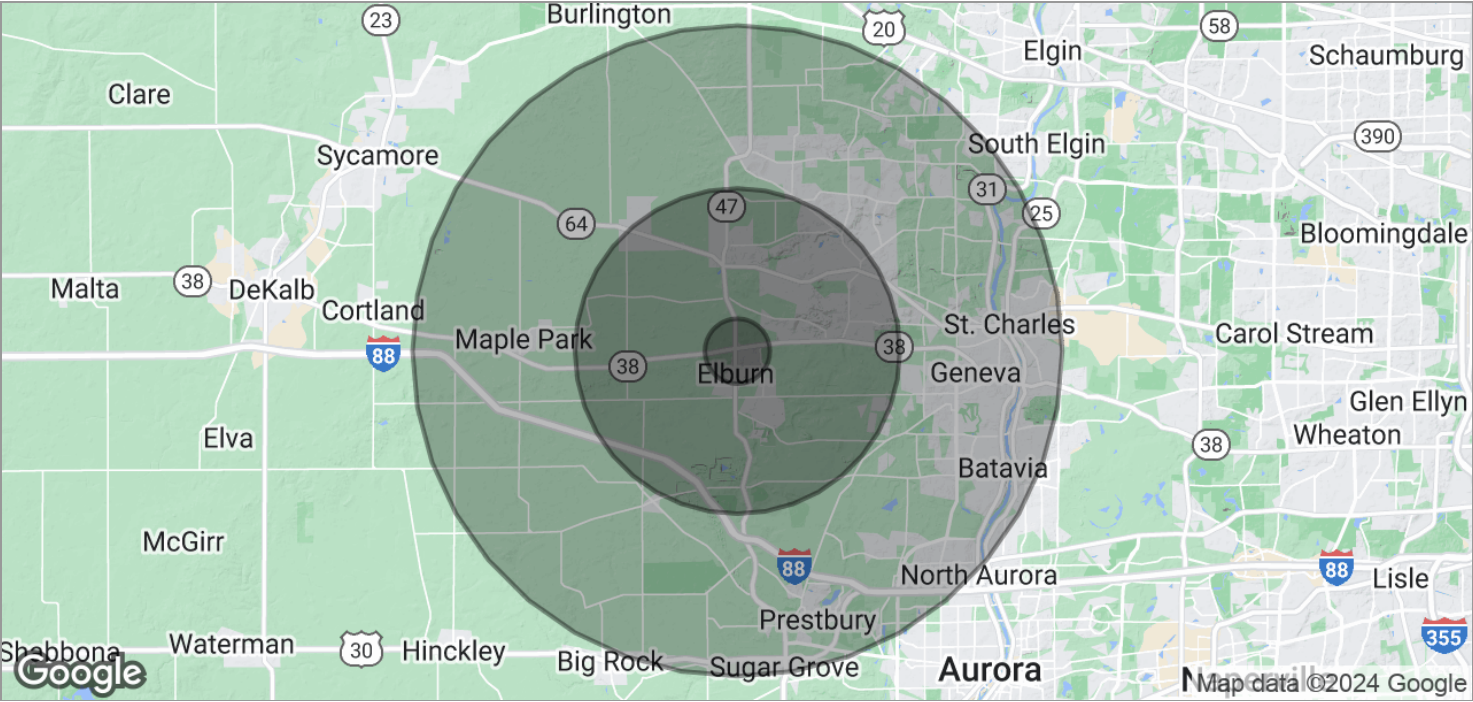 Burlington
23
20
58
Elgin
Schaumburg
Clare
390
South Elgin
Sycamore
31
47
25
64
Bloomingdale
38
Malta
DeKalb
Cortland
St. Charles
Carol Stream
Maple Park
88
38
38
Elburn
Geneva
Glen Ellyn
Wheaton
Elva
38
Batavia
McGirr
88
88
North Aurora
Lisle
Prestbury
355
Shabbona
Waterman
30
Hinckley
Big Rock
Sugar Grove
Aurora
Google
Naperville
Map data ©2024 Google